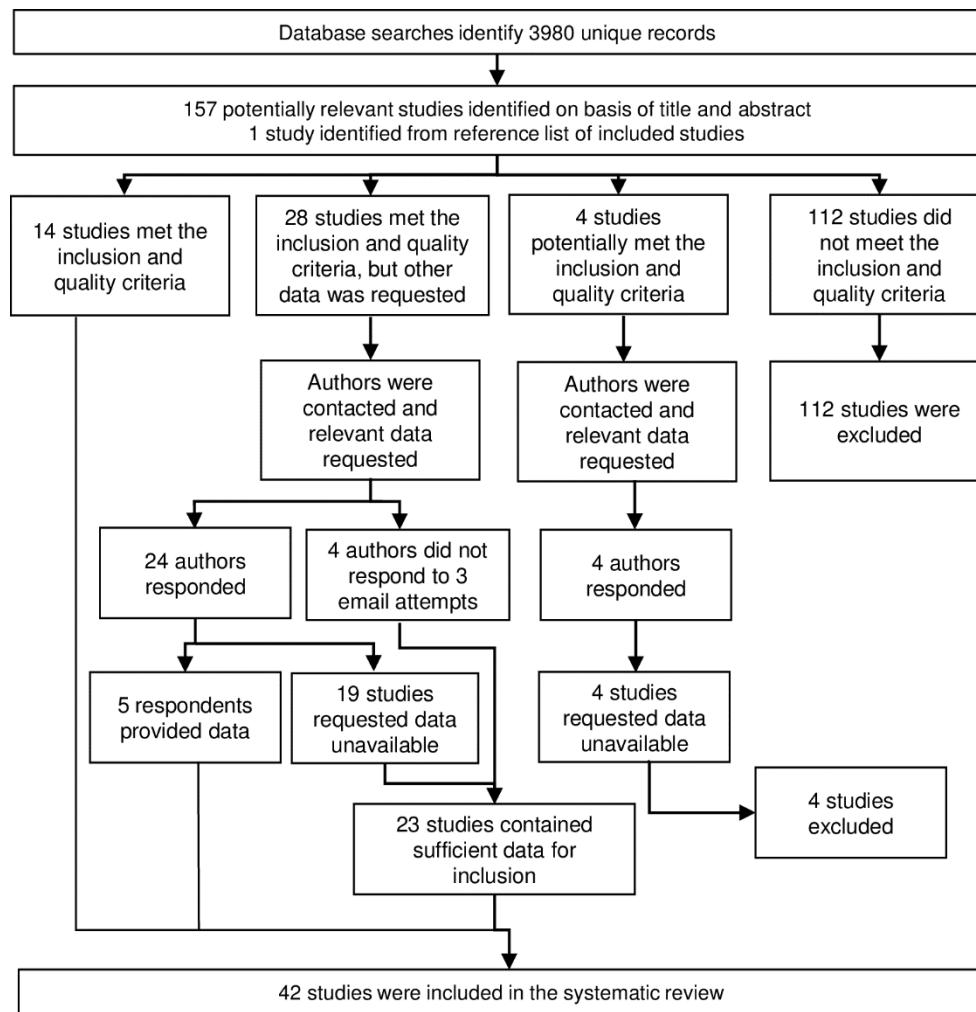 Database searches identify 3980 unique records
157 potentially relevant studies identified on basis of title and abstract
1 study identified from reference list of included studies
14 studies met the
inclusion and
quality criteria
28 studies met the
inclusion and quality
criteria, but other
data was requested
4 studies
potentially met the
inclusion and
quality criteria
112 studies did
not meet the
inclusion and
quality criteria
Authors were
contacted and
relevant data
requested
Authors were
contacted and
relevant data
requested
112 studies were
excluded
24 authors
responded
4 authors did not
respond to 3
email attempts
4 authors
responded
5 respondents
provided data
19 studies
requested data
unavailable
4 studies
requested data
unavailable
23 studies contained
sufficient data for
inclusion
4 studies
excluded
42 studies were included in the systematic review